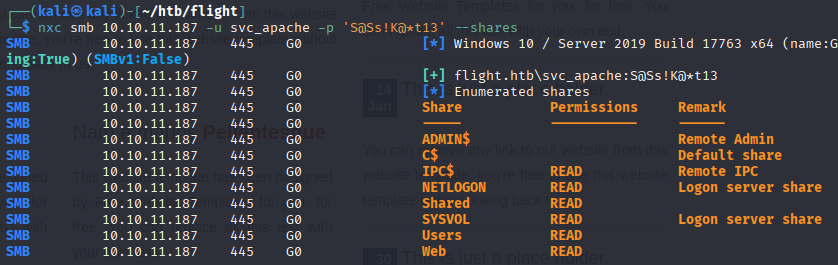 ┌──(kali㉿kali)-[~/htb/flight]
└─$ nxc smb 10.10.11.187 -u svc_apache -p 'S@Ss!K@*t13' --shares
SMB 10.10.11.187 445 G0 [*] Windows 10 / Server 2019 Build 17763 x64 (name:G
ing:True) (SMBv1:False)
SMB 10.10.11.187 445 G0 [+] flight.htb\svc_apache:S@Ss!K@*t13
SMB 10.10.11.187 445 G0 [*] Enumerated shares
SMB 10.10.11.187 445 G0 Share Permissions Remark
SMB 10.10.11.187 445 G0 ----- ----------- ------
SMB 10.10.11.187 445 G0 ADMIN$ Remote Admin
SMB 10.10.11.187 445 G0 C$ Default share
SMB 10.10.11.187 445 G0 IPC$ READ Remote IPC
SMB 10.10.11.187 445 G0 NETLOGON READ Logon server share
SMB 10.10.11.187 445 G0 Shared READ
SMB 10.10.11.187 445 G0 SYSVOL READ Logon server share
SMB 10.10.11.187 445 G0 Users READ
SMB 10.10.11.187 445 G0 Web READ